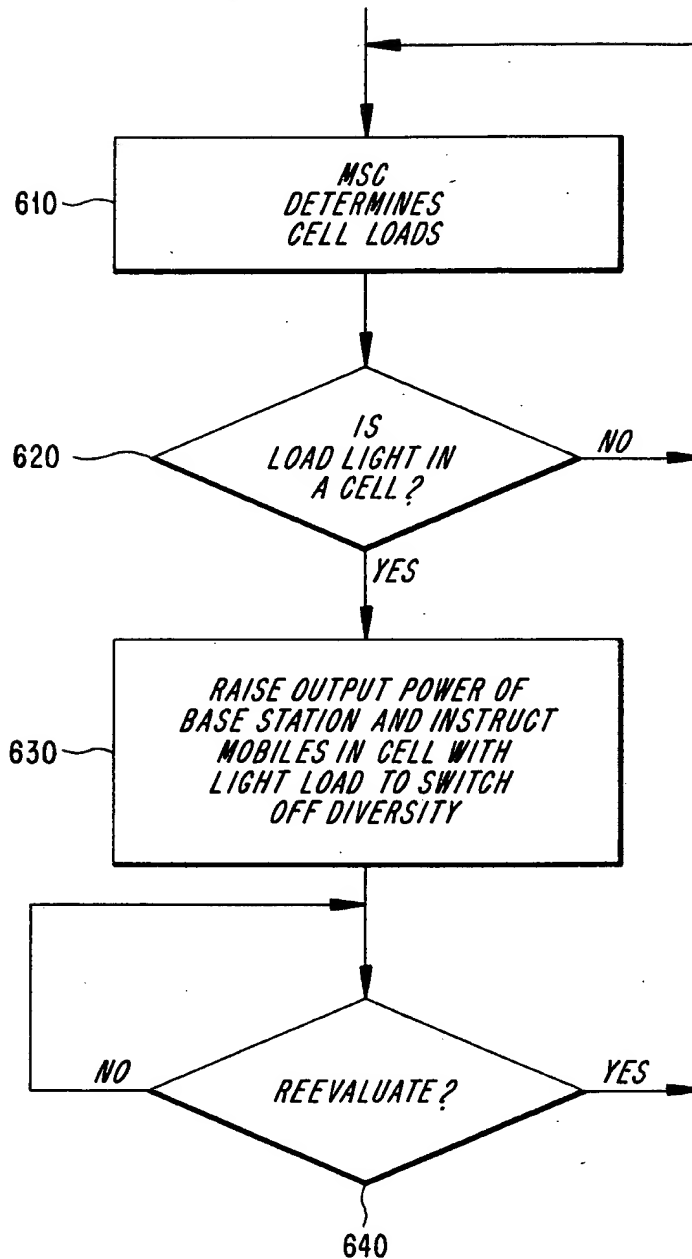 610
MSC
DETERMINES
CELL LOADS
620
IS
LOAD LIGHT IN
A CELL?
NO
YES
630
RAISE OUTPUT POWER OF
BASE STATION AND INSTRUCT
MOBILES IN CELL WITH
LIGHT LOAD TO SWITCH
OFF DIVERSITY
NO
REEVALUATE?
YES
640